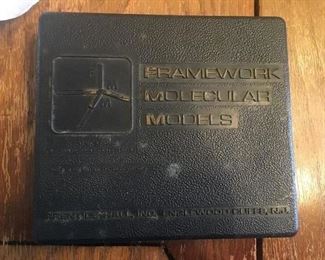 FRAMEWORK
MOLECULAR
MODELS
PRENTICE-HALL, INC., ENGLEWOOD CLIFFS, N.J.